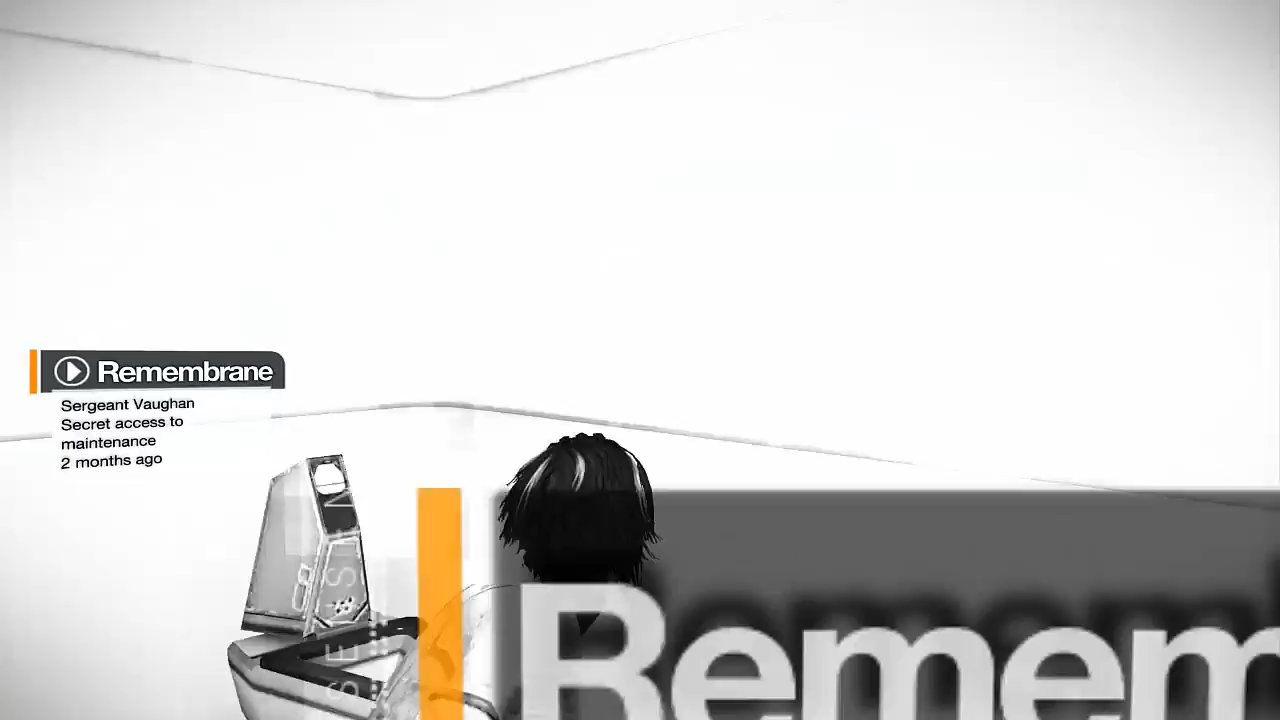 Remembrane
Sergeant Vaughan
Secret access to
maintenance
2 months ago
Remem